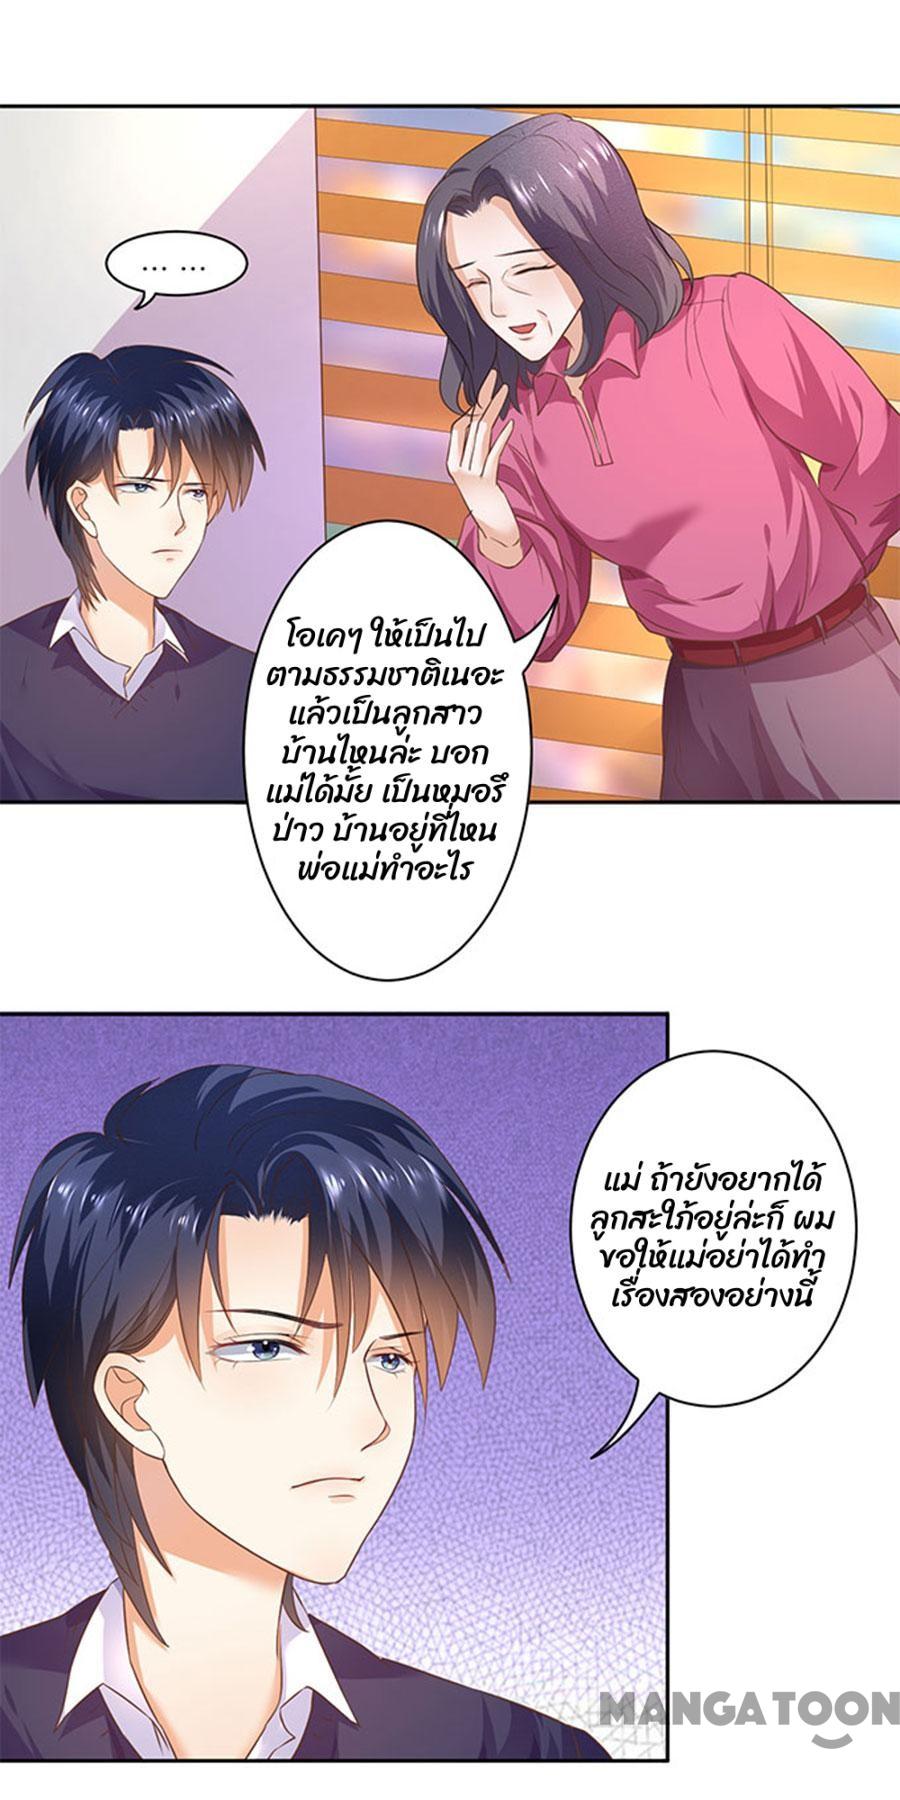 ... ...
โอเคๆ ให้เป็นไป
ตามธรรมชาติเนอะ
แล้วเป็นลูกสาว
บ้านไหนล่ะ บอก
แม่ได้มั้ย เป็นหมอรึ
ป่าว บ้านอยู่ที่ไหน
พ่อแม่ทำอะไร
แม่ ถ้ายังอยากได้
ลูกสะใภ้อยู่ล่ะก็ ผม
ขอให้แม่อย่าได้ทำ
เรื่องสองอย่างนี้
MANGATOON